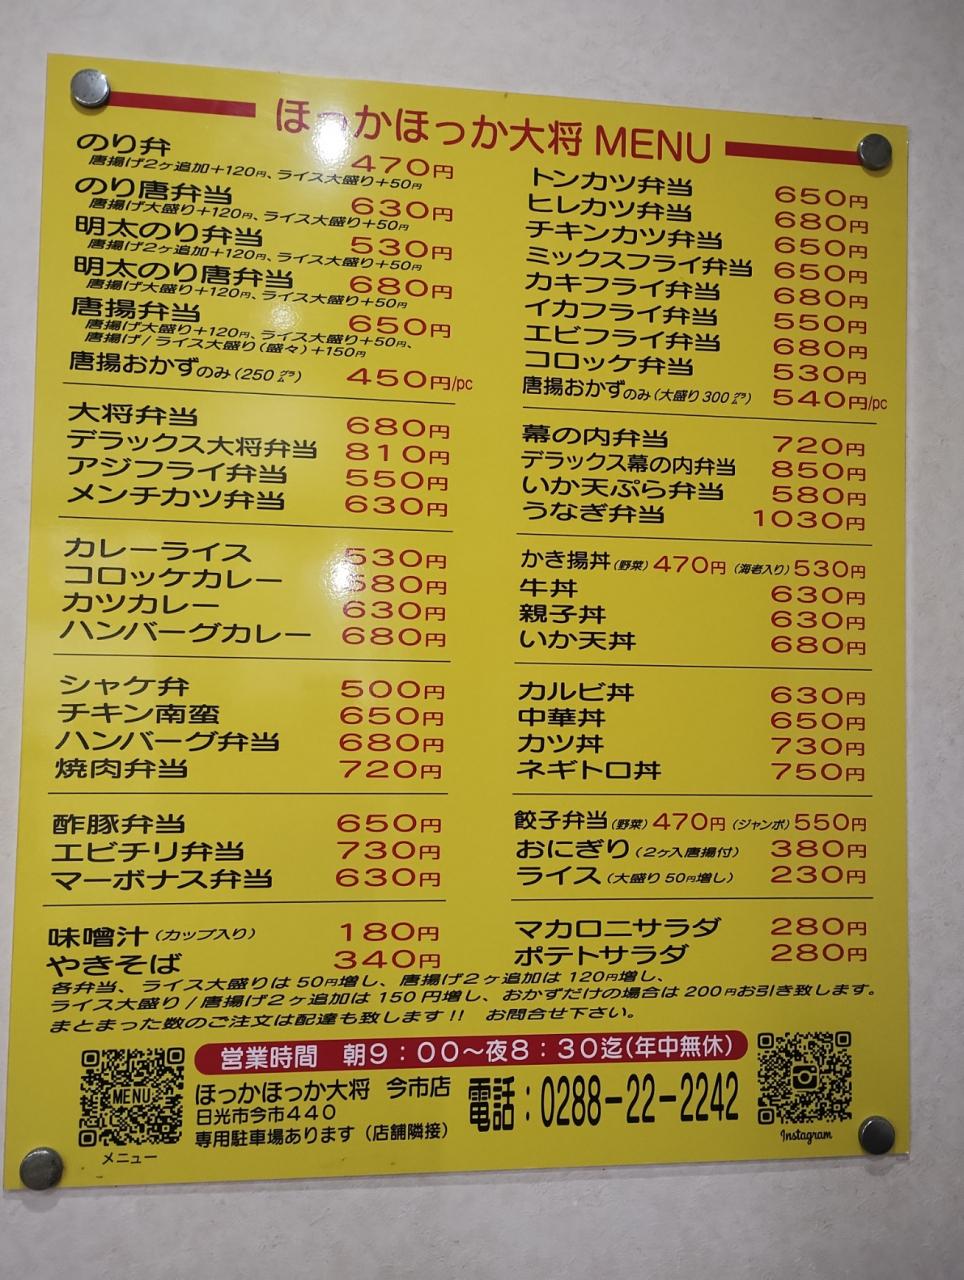 ほっかほっか大将 MENU
のり弁 470円
唐揚げ2ヶ追加+120円、ライス大盛り+50円
のり唐弁当 630円
唐揚げ大盛り+120円、ライス大盛り+50円
明太のり弁当 530円
唐揚げ2ヶ追加+120円、ライス大盛り+50円
明太のり唐弁当 680円
唐揚げ大盛り+120円、ライス大盛り+50円
唐揚弁当 650円
唐揚げ大盛り+120円、ライス大盛り+50円、
唐揚げ/ライス大盛り(盛々)+150円
唐揚おかずのみ(250㌘) 450円/pc
大将弁当 680円
デラックス大将弁当 810円
アジフライ弁当 550円
メンチカツ弁当 630円
カレーライス 530円
コロッケカレー 680円
カツカレー 630円
ハンバーグカレー 680円
シャケ弁 500円
チキン南蛮 650円
ハンバーグ弁当 680円
焼肉弁当 720円
酢豚弁当 650円
エビチリ弁当 730円
マーボナス弁当 630円
味噌汁(カップ入り) 180円
やきそば 340円
トンカツ弁当 650円
ヒレカツ弁当 680円
チキンカツ弁当 650円
ミックスフライ弁当 650円
カキフライ弁当 680円
イカフライ弁当 550円
エビフライ弁当 680円
コロッケ弁当 530円
唐揚おかずのみ(大盛り300㌘) 540円/pc
幕の内弁当 720円
デラックス幕の内弁当 850円
いか天ぷら弁当 580円
うなぎ弁当 1030円
かき揚丼(野菜) 470円 (海老入り) 530円
牛丼 630円
親子丼 630円
いか天丼 680円
カルビ丼 630円
中華丼 650円
カツ丼 730円
ネギトロ丼 750円
餃子弁当(野菜) 470円 (ジャンボ) 550円
おにぎり(2ヶ入唐揚付) 380円
ライス(大盛り50円増し) 230円
マカロニサラダ 280円
ポテトサラダ 280円
各弁当、ライス大盛りは50円増し、唐揚げ2ヶ追加は120円増し、
ライス大盛り/唐揚げ2ヶ追加は150円増し、おかずだけの場合は200円お引き致します。
まとまった数のご注文は配達も致します!! お問合せ下さい。
営業時間 朝9:00〜夜8:30迄(年中無休)
MENU
メニュー
ほっかほっか大将 今市店
日光市今市440
専用駐車場あります(店舗隣接)
電話:0288-22-2242
Instagram